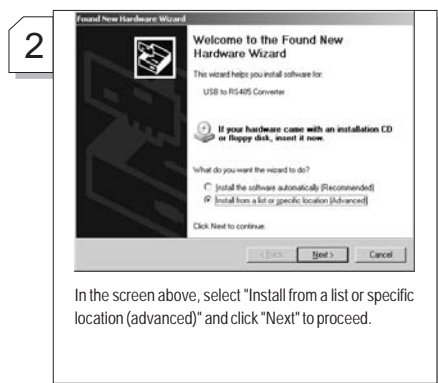 2
Found New Hardware Wizard
Welcome to the Found New
Hardware Wizard
This wizard helps you install software for:
USB to RS485 Converter
If your hardware came with an installation CD
or floppy disk, insert it now.
What do you want the wizard to do?
Install the software automatically (Recommended)
Install from a list or specific location (Advanced)
Click Next to continue.
< Back Next > Cancel
In the screen above, select "Install from a list or specific
location (advanced)" and click "Next" to proceed.